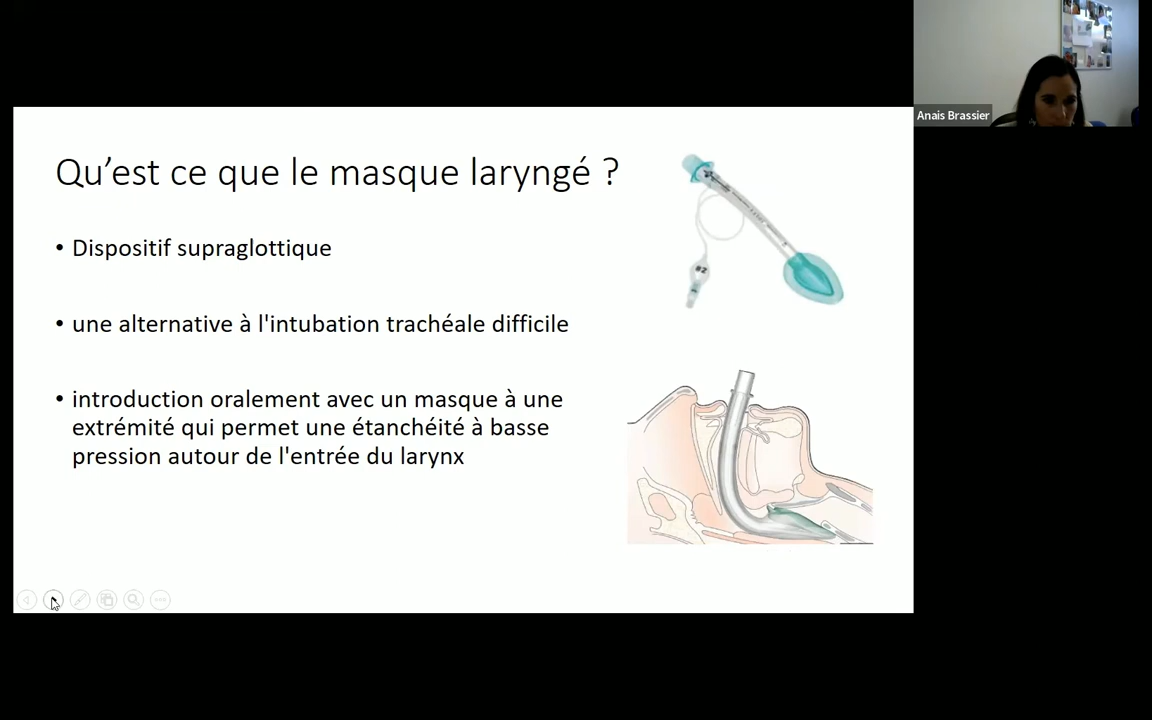 Anais Brassier
Qu’est ce que le masque laryngé ?
• Dispositif supraglottique
• une alternative à l'intubation trachéale difficile
• introduction oralement avec un masque à une
extrémité qui permet une étanchéité à basse
pression autour de l'entrée du larynx
#2